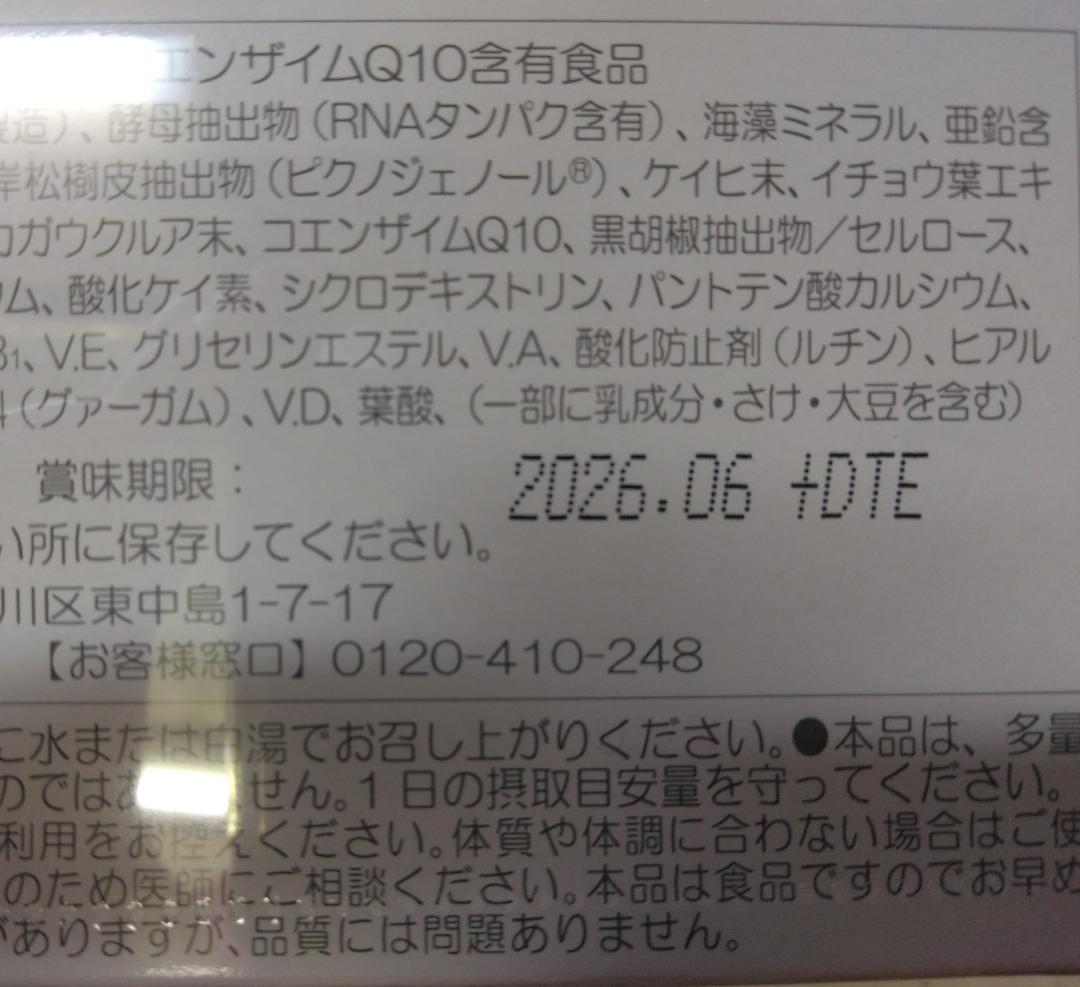 エンザイムQ10含有食品
製造）、酵母抽出物（RNAタンパク含有）、海藻ミネラル、亜鉛含
岸松樹皮抽出物（ピクノジェノール®）、ケイヒ末、イチョウ葉エキ
カガウクルア末、コエンザイムQ10、黒胡椒抽出物／セルロース、
ウム、酸化ケイ素、シクロデキストリン、パントテン酸カルシウム、
B₁、V.E、グリセリンエステル、V.A、酸化防止剤（ルチン）、ヒアル
（グァーガム）、V.D、葉酸、（一部に乳成分・さけ・大豆を含む）
賞味期限： 2026.06 +DTE
い所に保存してください。
川区東中島1-7-17
【お客様窓口】0120-410-248
に水または白湯でお召し上がりください。●本品は、多量
のではありません。1日の摂取目安量を守ってください。
利用をお控えください。体質や体調に合わない場合はご使
のため医師にご相談ください。本品は食品ですのでお早め
がありますが、品質には問題ありません。